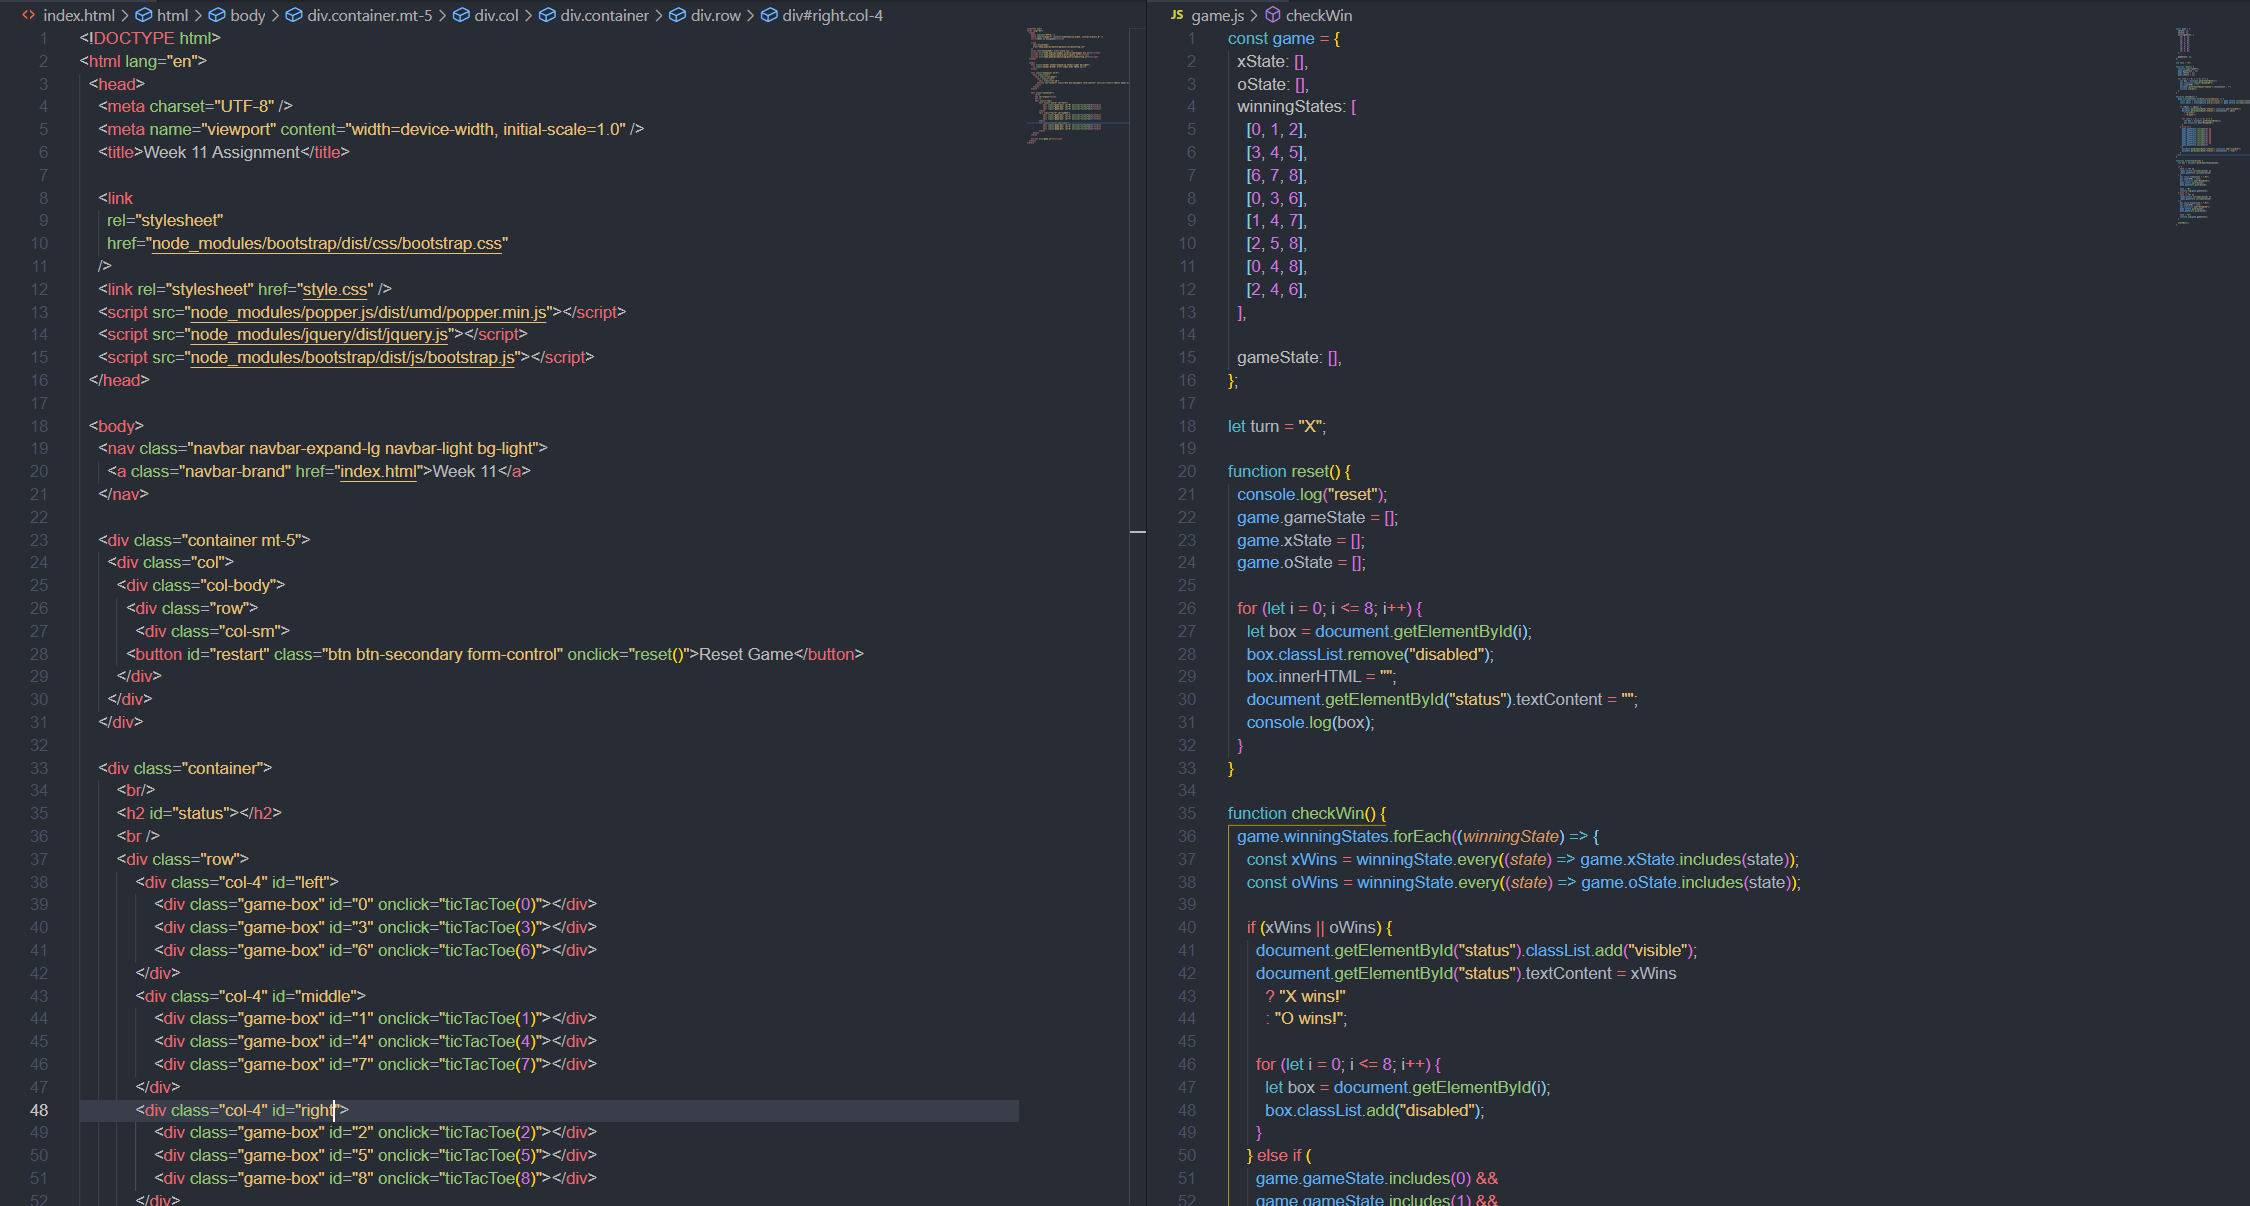 index.html > html > body > div.container.mt-5 > div.col > div.container > div.row > div#right.col-4
1 <!DOCTYPE html>
2 <html lang="en">
3 <head>
4 <meta charset="UTF-8" />
5 <meta name="viewport" content="width=device-width, initial-scale=1.0" />
6 <title>Week 11 Assignment</title>
7
8 <link
9 rel="stylesheet"
10 href="node_modules/bootstrap/dist/css/bootstrap.css"
11 />
12 <link rel="stylesheet" href="style.css" />
13 <script src="node_modules/popper.js/dist/umd/popper.min.js"></script>
14 <script src="node_modules/jquery/dist/jquery.js"></script>
15 <script src="node_modules/bootstrap/dist/js/bootstrap.js"></script>
16 </head>
17
18 <body>
19 <nav class="navbar navbar-expand-lg navbar-light bg-light">
20 <a class="navbar-brand" href="index.html">Week 11</a>
21 </nav>
22
23 <div class="container mt-5">
24 <div class="col">
25 <div class="col-body">
26 <div class="row">
27 <div class="col-sm">
28 <button id="restart" class="btn btn-secondary form-control" onclick="reset()">Reset Game</button>
29 </div>
30 </div>
31 </div>
32
33 <div class="container">
34 <br/>
35 <h2 id="status"></h2>
36 <br />
37 <div class="row">
38 <div class="col-4" id="left">
39 <div class="game-box" id="0" onclick="ticTacToe(0)"></div>
40 <div class="game-box" id="3" onclick="ticTacToe(3)"></div>
41 <div class="game-box" id="6" onclick="ticTacToe(6)"></div>
42 </div>
43 <div class="col-4" id="middle">
44 <div class="game-box" id="1" onclick="ticTacToe(1)"></div>
45 <div class="game-box" id="4" onclick="ticTacToe(4)"></div>
46 <div class="game-box" id="7" onclick="ticTacToe(7)"></div>
47 </div>
48 <div class="col-4" id="right">
49 <div class="game-box" id="2" onclick="ticTacToe(2)"></div>
50 <div class="game-box" id="5" onclick="ticTacToe(5)"></div>
51 <div class="game-box" id="8" onclick="ticTacToe(8)"></div>
52 </div>
JS game.js > checkWin
1 const game = {
2 xState: [],
3 oState: [],
4 winningStates: [
5 [0, 1, 2],
6 [3, 4, 5],
7 [6, 7, 8],
8 [0, 3, 6],
9 [1, 4, 7],
10 [2, 5, 8],
11 [0, 4, 8],
12 [2, 4, 6],
13 ],
14
15 gameState: [],
16 };
17
18 let turn = "X";
19
20 function reset() {
21 console.log("reset");
22 game.gameState = [];
23 game.xState = [];
24 game.oState = [];
25
26 for (let i = 0; i <= 8; i++) {
27 let box = document.getElementById(i);
28 box.classList.remove("disabled");
29 box.innerHTML = "";
30 document.getElementById("status").textContent = "";
31 console.log(box);
32 }
33 }
34
35 function checkWin() {
36 game.winningStates.forEach((winningState) => {
37 const xWins = winningState.every((state) => game.xState.includes(state));
38 const oWins = winningState.every((state) => game.oState.includes(state));
39
40 if (xWins || oWins) {
41 document.getElementById("status").classList.add("visible");
42 document.getElementById("status").textContent = xWins
43 ? "X wins!"
44 : "O wins!";
45
46 for (let i = 0; i <= 8; i++) {
47 let box = document.getElementById(i);
48 box.classList.add("disabled");
49 }
50 } else if (
51 game.gameState.includes(0) &&
52 game.gameState.includes(1) &&